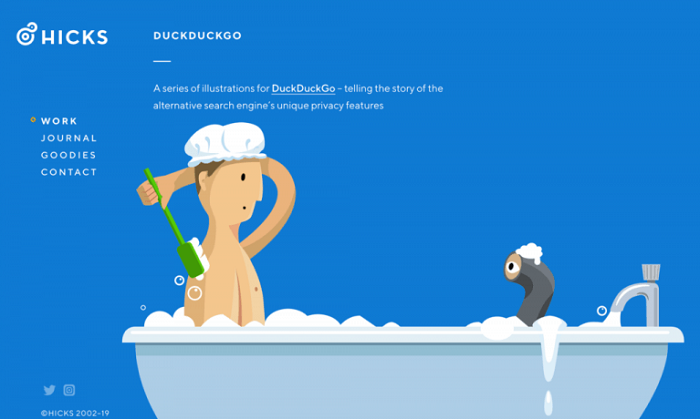 HICKS
DUCKDUCKGO
A series of illustrations for DuckDuckGo – telling the story of the
alternative search engine's unique privacy features
WORK
JOURNAL
GOODIES
CONTACT
©HICKS 2002-19